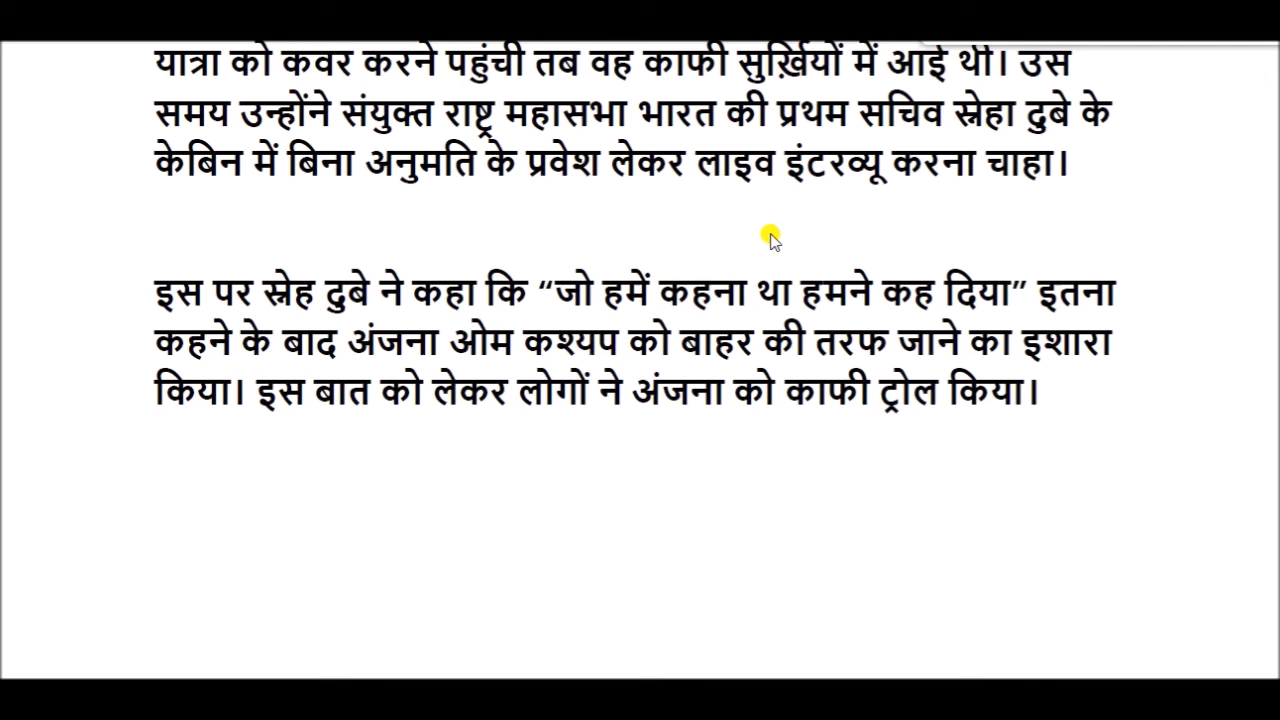 यात्रा को कवर करने पहुंची तब वह काफी सुर्ख़ियों में आई थी। उस
समय उन्होंने संयुक्त राष्ट्र महासभा भारत की प्रथम सचिव स्नेहा दुबे के
केबिन में बिना अनुमति के प्रवेश लेकर लाइव इंटरव्यू करना चाहा।
इस पर स्नेह दुबे ने कहा कि “जो हमें कहना था हमने कह दिया” इतना
कहने के बाद अंजना ओम कश्यप को बाहर की तरफ जाने का इशारा
किया। इस बात को लेकर लोगों ने अंजना को काफी ट्रोल किया।